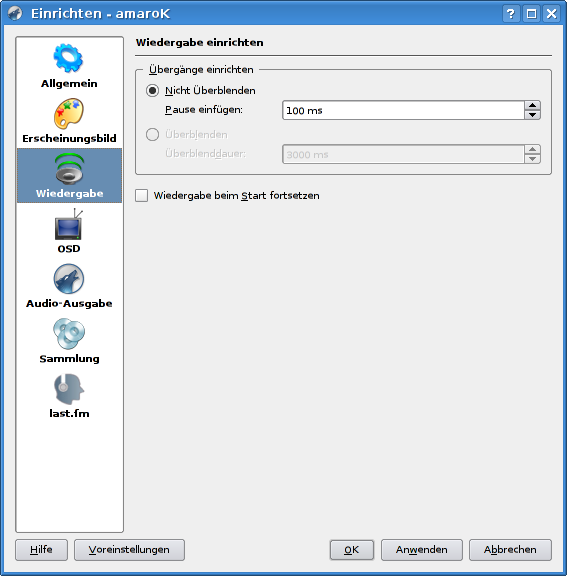 Einrichten - amaroK
Allgemein
Erscheinungsbild
Wiedergabe
OSD
Audio-Ausgabe
Sammlung
last.fm
Wiedergabe einrichten
Übergänge einrichten
Nicht Überblenden
Pause einfügen: 100 ms
Überblenden
Überblenddauer: 3000 ms
Wiedergabe beim Start fortsetzen
Hilfe Voreinstellungen OK Anwenden Abbrechen